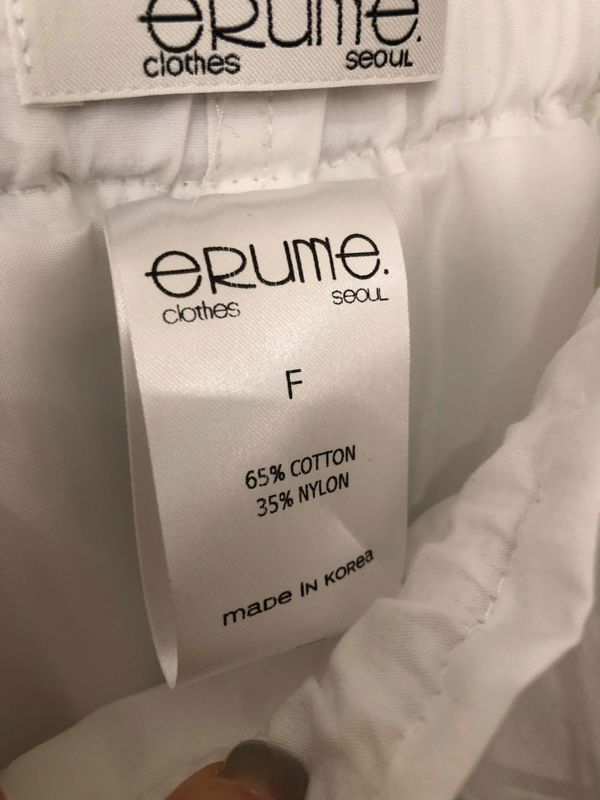 eRUMe.
clothes seoul
eRUMe.
clothes seoul
F
65% COTTON
35% NYLON
made in Korea